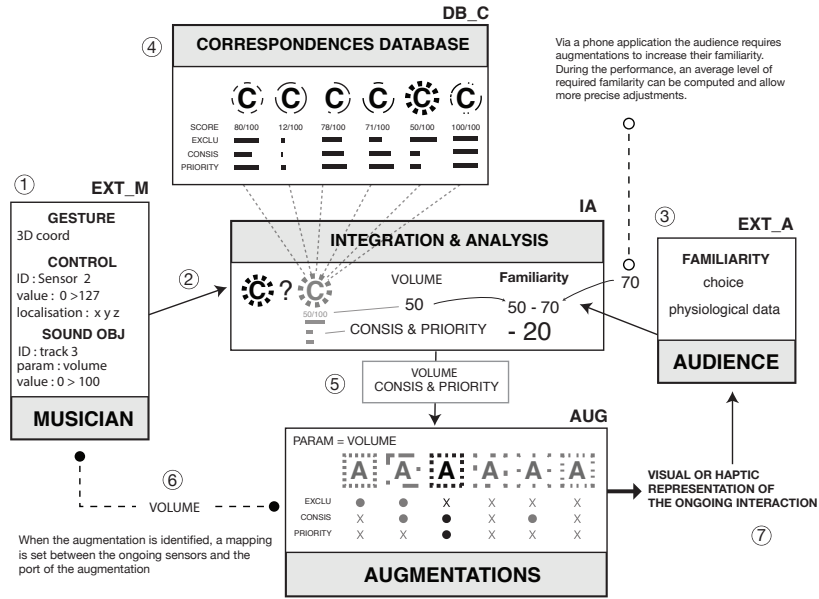 DB_C
④
CORRESPONDENCES DATABASE
C C C C C C
SCORE 80/100 12/100 78/100 71/100 50/100 100/100
EXCLU
CONSIS
PRIORITY
Via a phone application the audience requires
augmentations to increase their familiarity.
During the performance, an average level of
required familarity can be computed and allow
more precise adjustments.
①
EXT_M
GESTURE
3D coord
CONTROL
ID : Sensor 2
value : 0 >127
localisation : x y z
SOUND OBJ
ID : track 3
param : volume
value : 0 > 100
MUSICIAN
②
IA
INTEGRATION & ANALYSIS
C ? C
50/100
VOLUME
50
CONSIS & PRIORITY
Familiarity
50 - 70
- 20
70
③
EXT_A
FAMILIARITY
choice
physiological data
AUDIENCE
⑤
VOLUME
CONSIS & PRIORITY
AUG
PARAM = VOLUME
A A A A A A
EXCLU ● ● X X X X
CONSIS X ● ● X ● X
PRIORITY X X ● X X X
AUGMENTATIONS
⑥
VOLUME
When the augmentation is identified, a mapping
is set between the ongoing sensors and the
port of the augmentation
VISUAL OR HAPTIC
REPRESENTATION OF
THE ONGOING INTERACTION
⑦